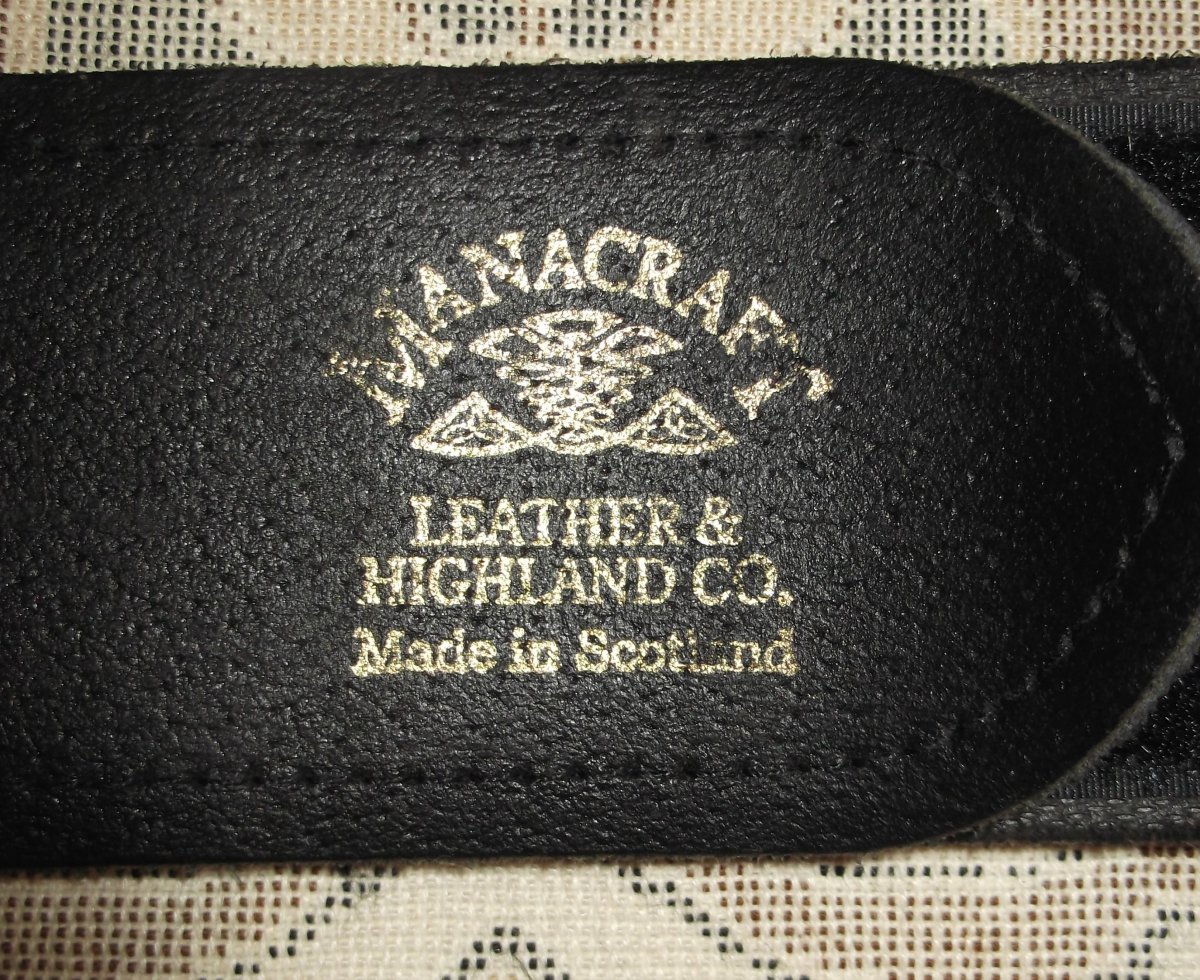 MANACRAFT
LEATHER &
HIGHLAND CO.
Made in Scotland